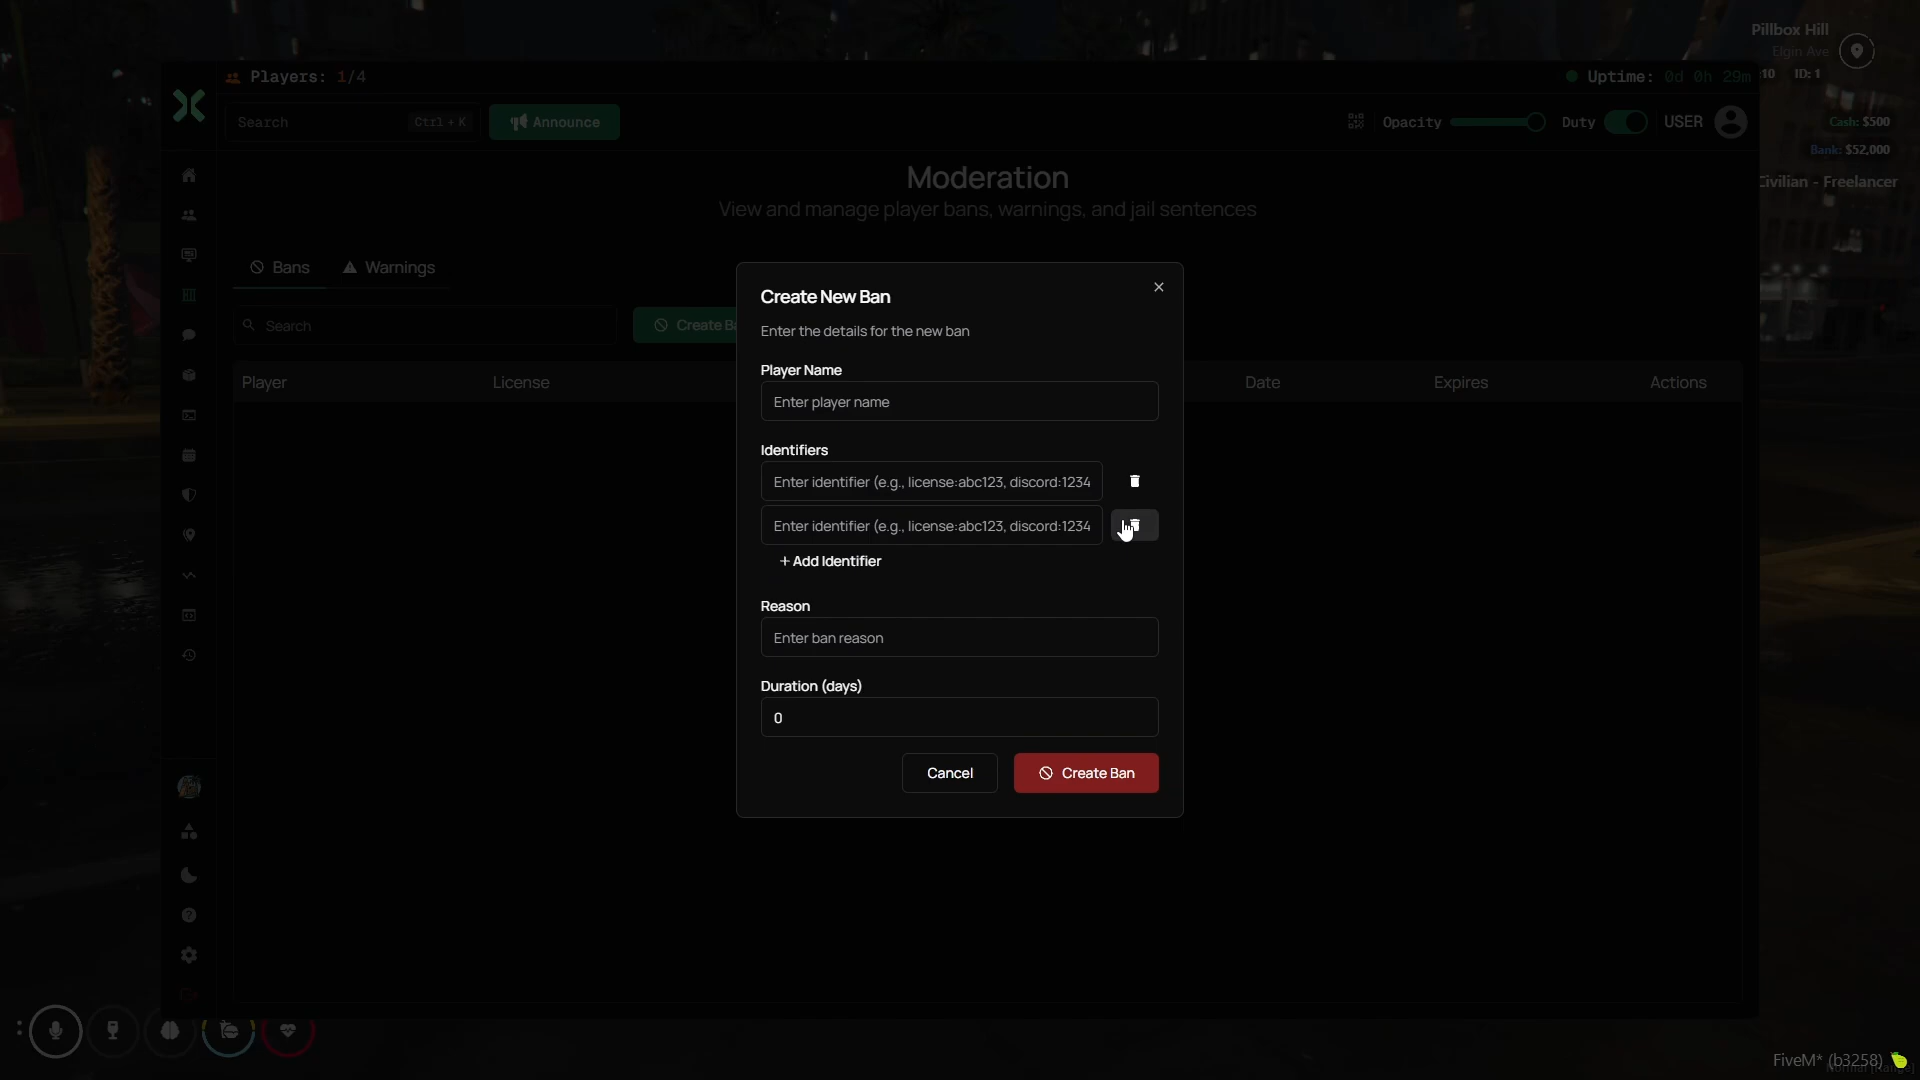 Pillbox Hill
Elgin Ave
Players: 1/4
Uptime: 0d 0h 29m
:10 ID: 1
Search
Ctrl + K
Announce
Opacity
Duty
USER
Cash: $500
Bank: $52,000
Civilian - Freelancer
Moderation
View and manage player bans, warnings, and jail sentences
Bans
Warnings
Search
Create Ba
Player
License
Date
Expires
Actions
Create New Ban
Enter the details for the new ban
Player Name
Enter player name
Identifiers
Enter identifier (e.g., license:abc123, discord:1234
Enter identifier (e.g., license:abc123, discord:1234
+ Add Identifier
Reason
Enter ban reason
Duration (days)
0
Cancel
Create Ban
FiveM* (b3258)